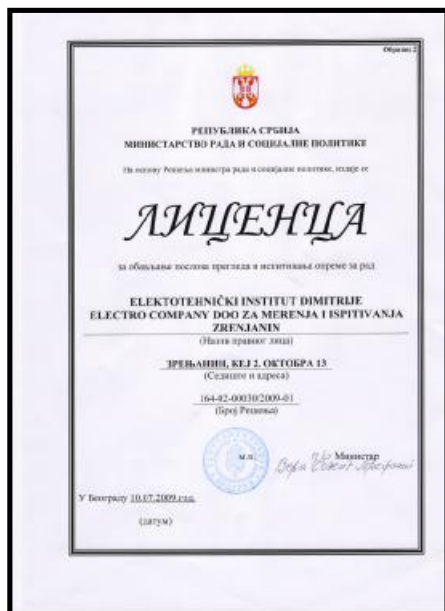 Образац 2
РЕПУБЛИКА СРБИЈА
МИНИСТАРСТВО РАДА И СОЦИЈАЛНЕ ПОЛИТИКЕ
На основу Решења министра рада и социјалне политике, издаје се
ЛИЦЕНЦА
за обављање послова прегледа и испитивања опреме за рад
ELEKTOTEHNIČKI INSTITUT DIMITRIJE
ELECTRO COMPANY DOO ZA MERENJA I ISPITIVANJA
ZRENJANIN
(Назив правног лица)
ЗРЕЊАНИН, КЕЈ 2. ОКТОБРА 13
(Седиште и адреса)
164-02-00030/2009-01
(Број Решења)
М.П.
Министар
У Београду 10.07.2009.год.
(датум)